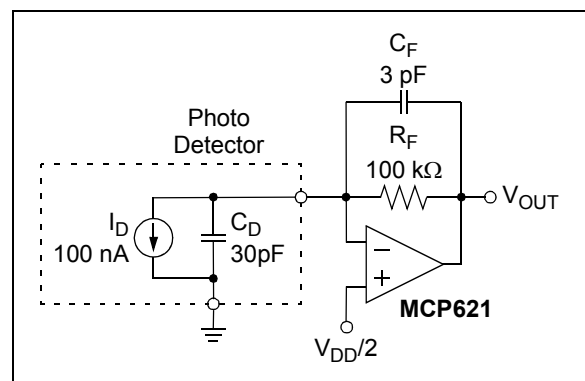 C_F
3 pF
Photo
Detector
R_F
100 kΩ
V_OUT
I_D
100 nA
C_D
30pF
−
+
MCP621
V_DD/2